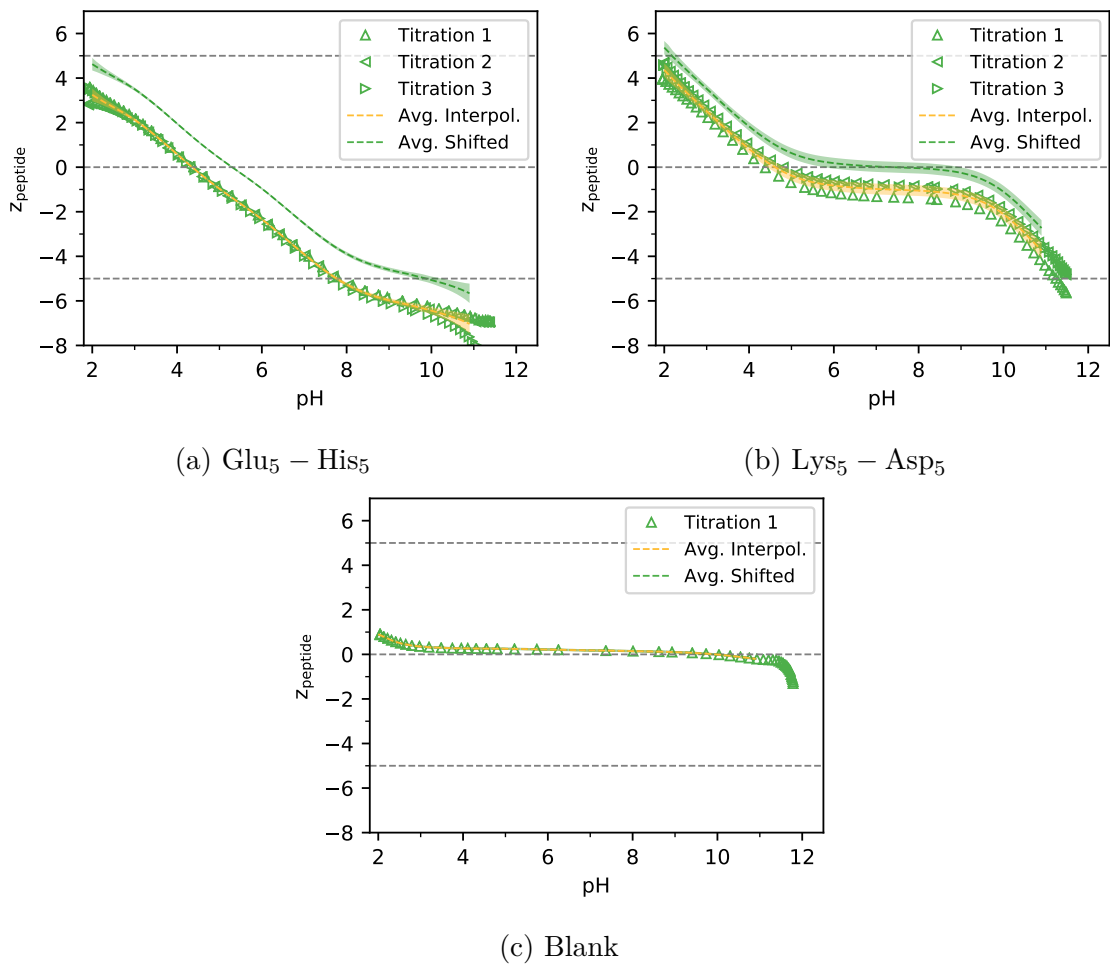 6
4
2
0
−2
−4
−6
−8
z_peptide
2
4
6
8
10
12
pH
Titration 1
Titration 2
Titration 3
Avg. Interpol.
Avg. Shifted
(a) Glu₅ − His₅
6
4
2
0
−2
−4
−6
−8
z_peptide
2
4
6
8
10
12
pH
Titration 1
Titration 2
Titration 3
Avg. Interpol.
Avg. Shifted
(b) Lys₅ − Asp₅
6
4
2
0
−2
−4
−6
−8
z_peptide
2
4
6
8
10
12
pH
Titration 1
Avg. Interpol.
Avg. Shifted
(c) Blank